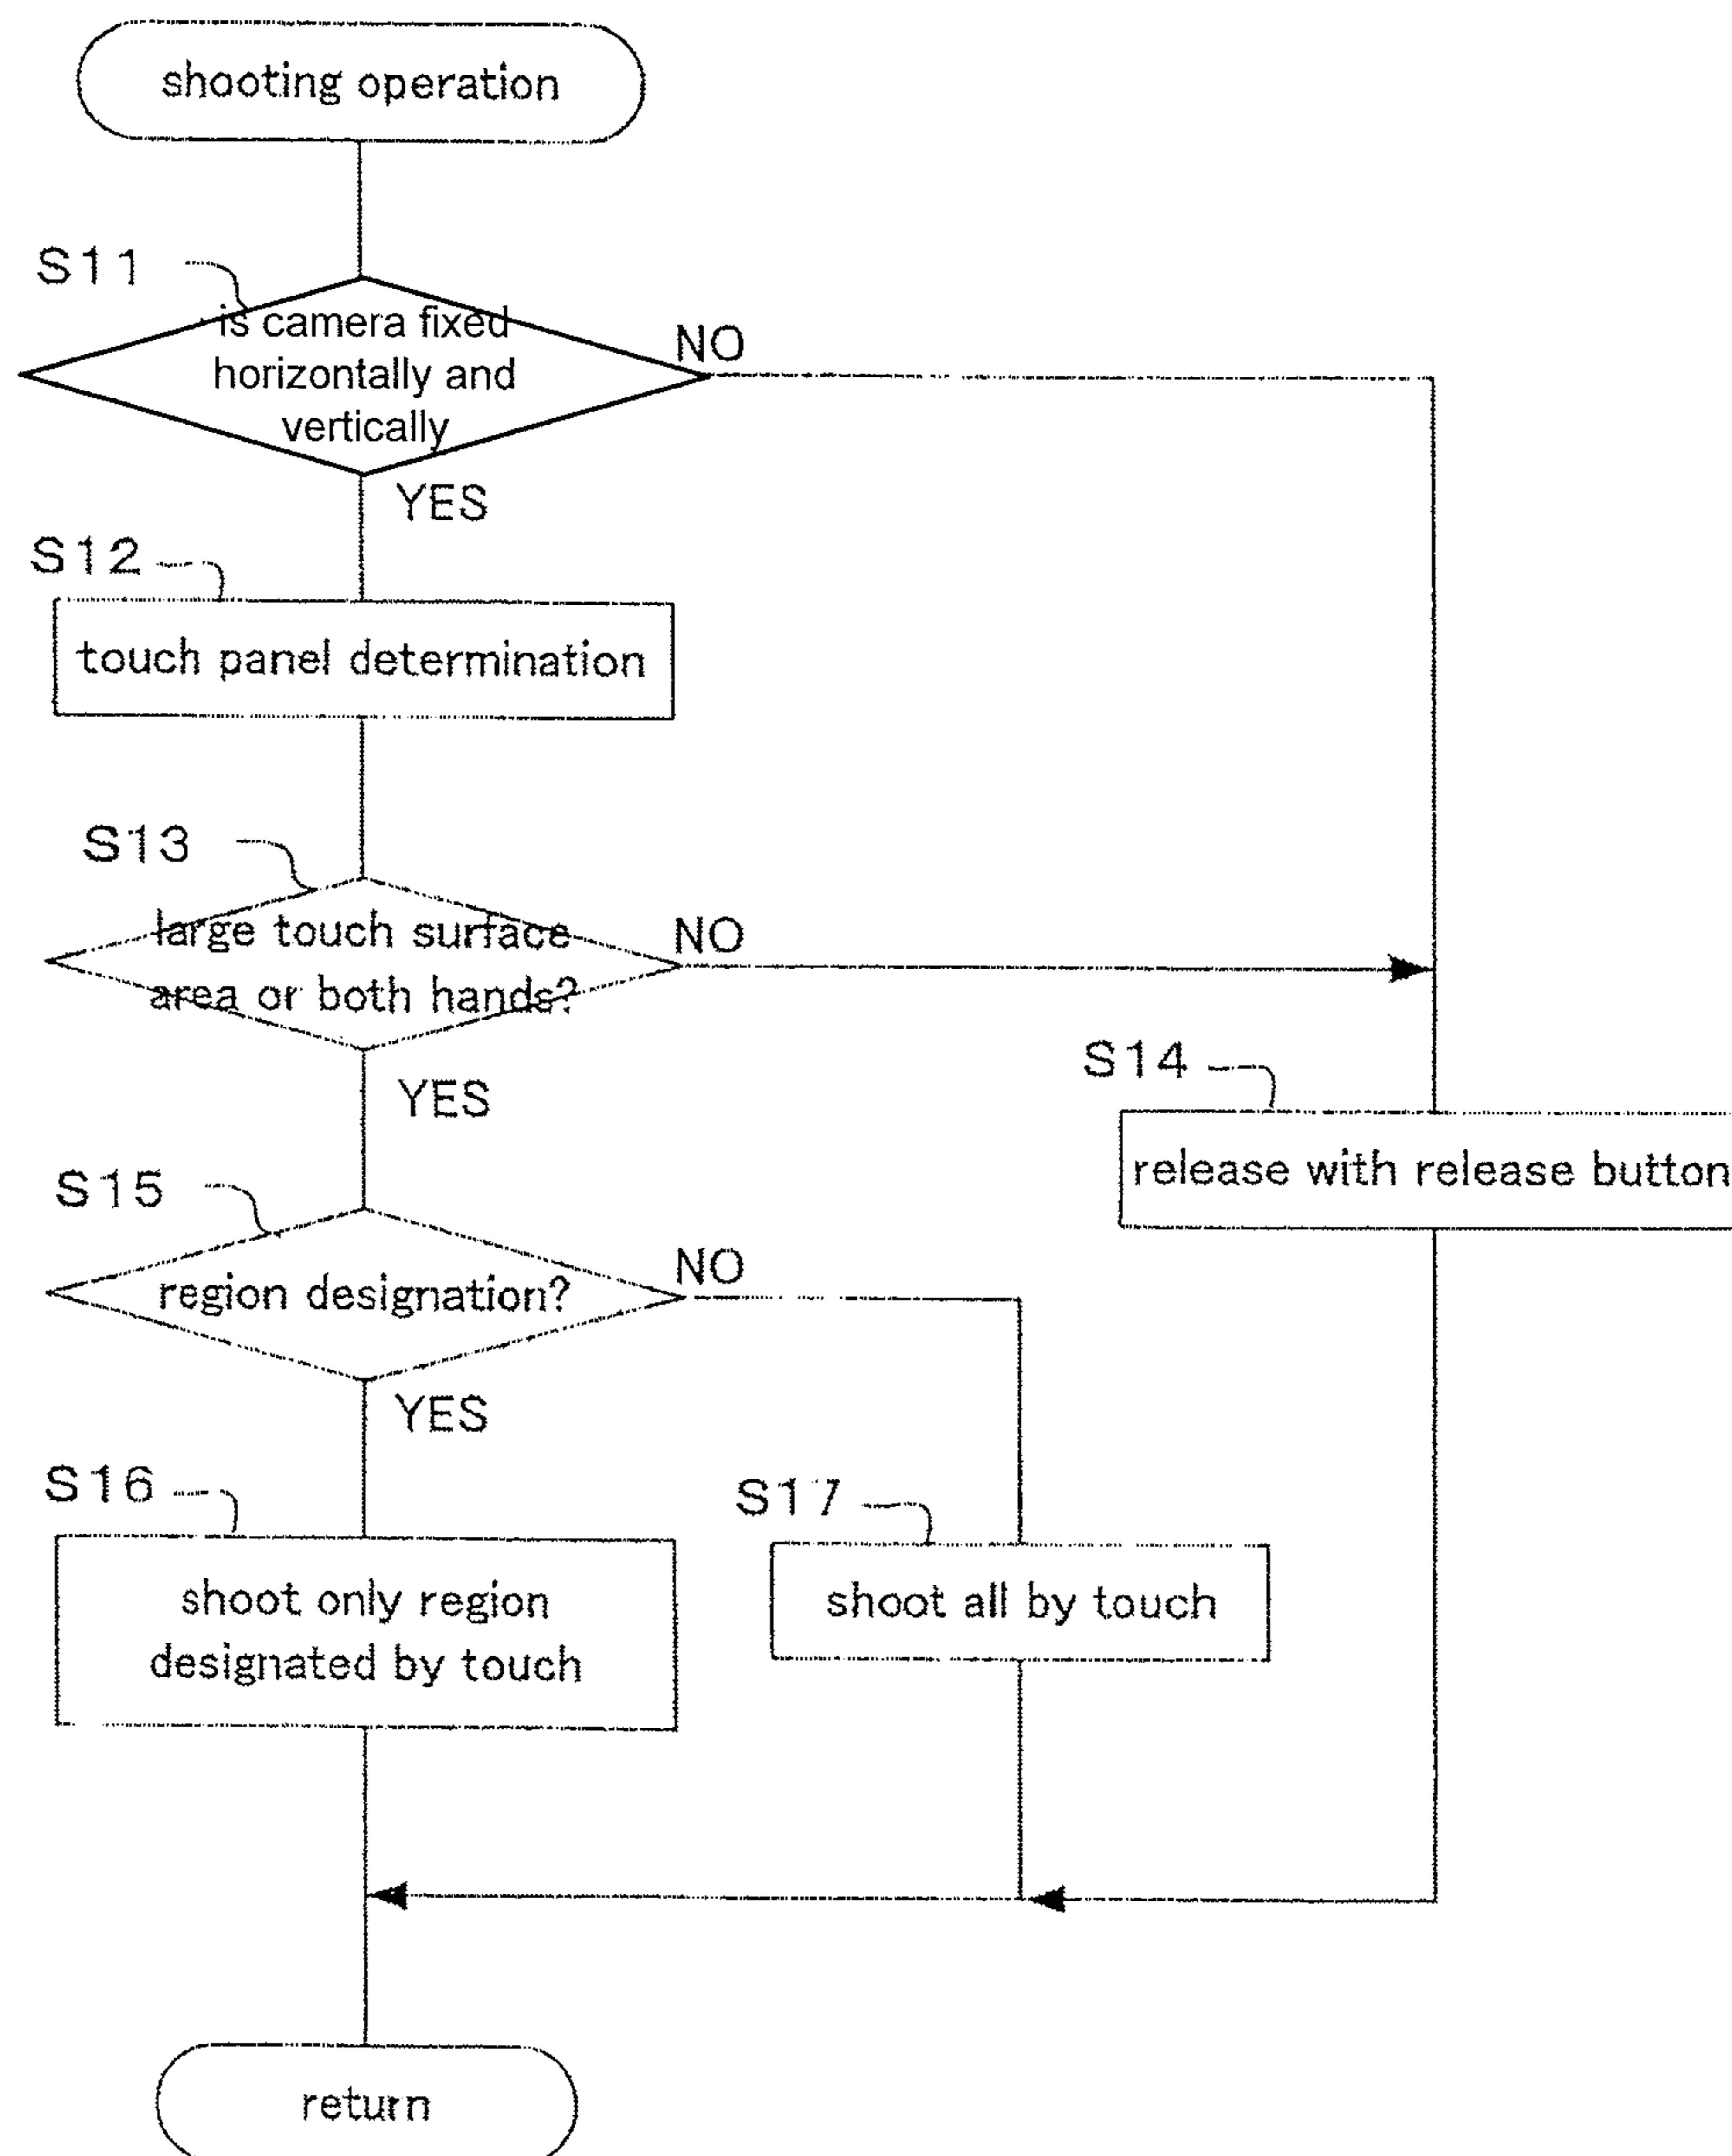 shooting operation
S11
is camera fixed
horizontally and
vertically
NO
YES
S12
touch panel determination
S13
large touch surface
area or both hands?
NO
YES
S14
release with release button
S15
region designation?
NO
YES
S16
shoot only region
designated by touch
S17
shoot all by touch
return